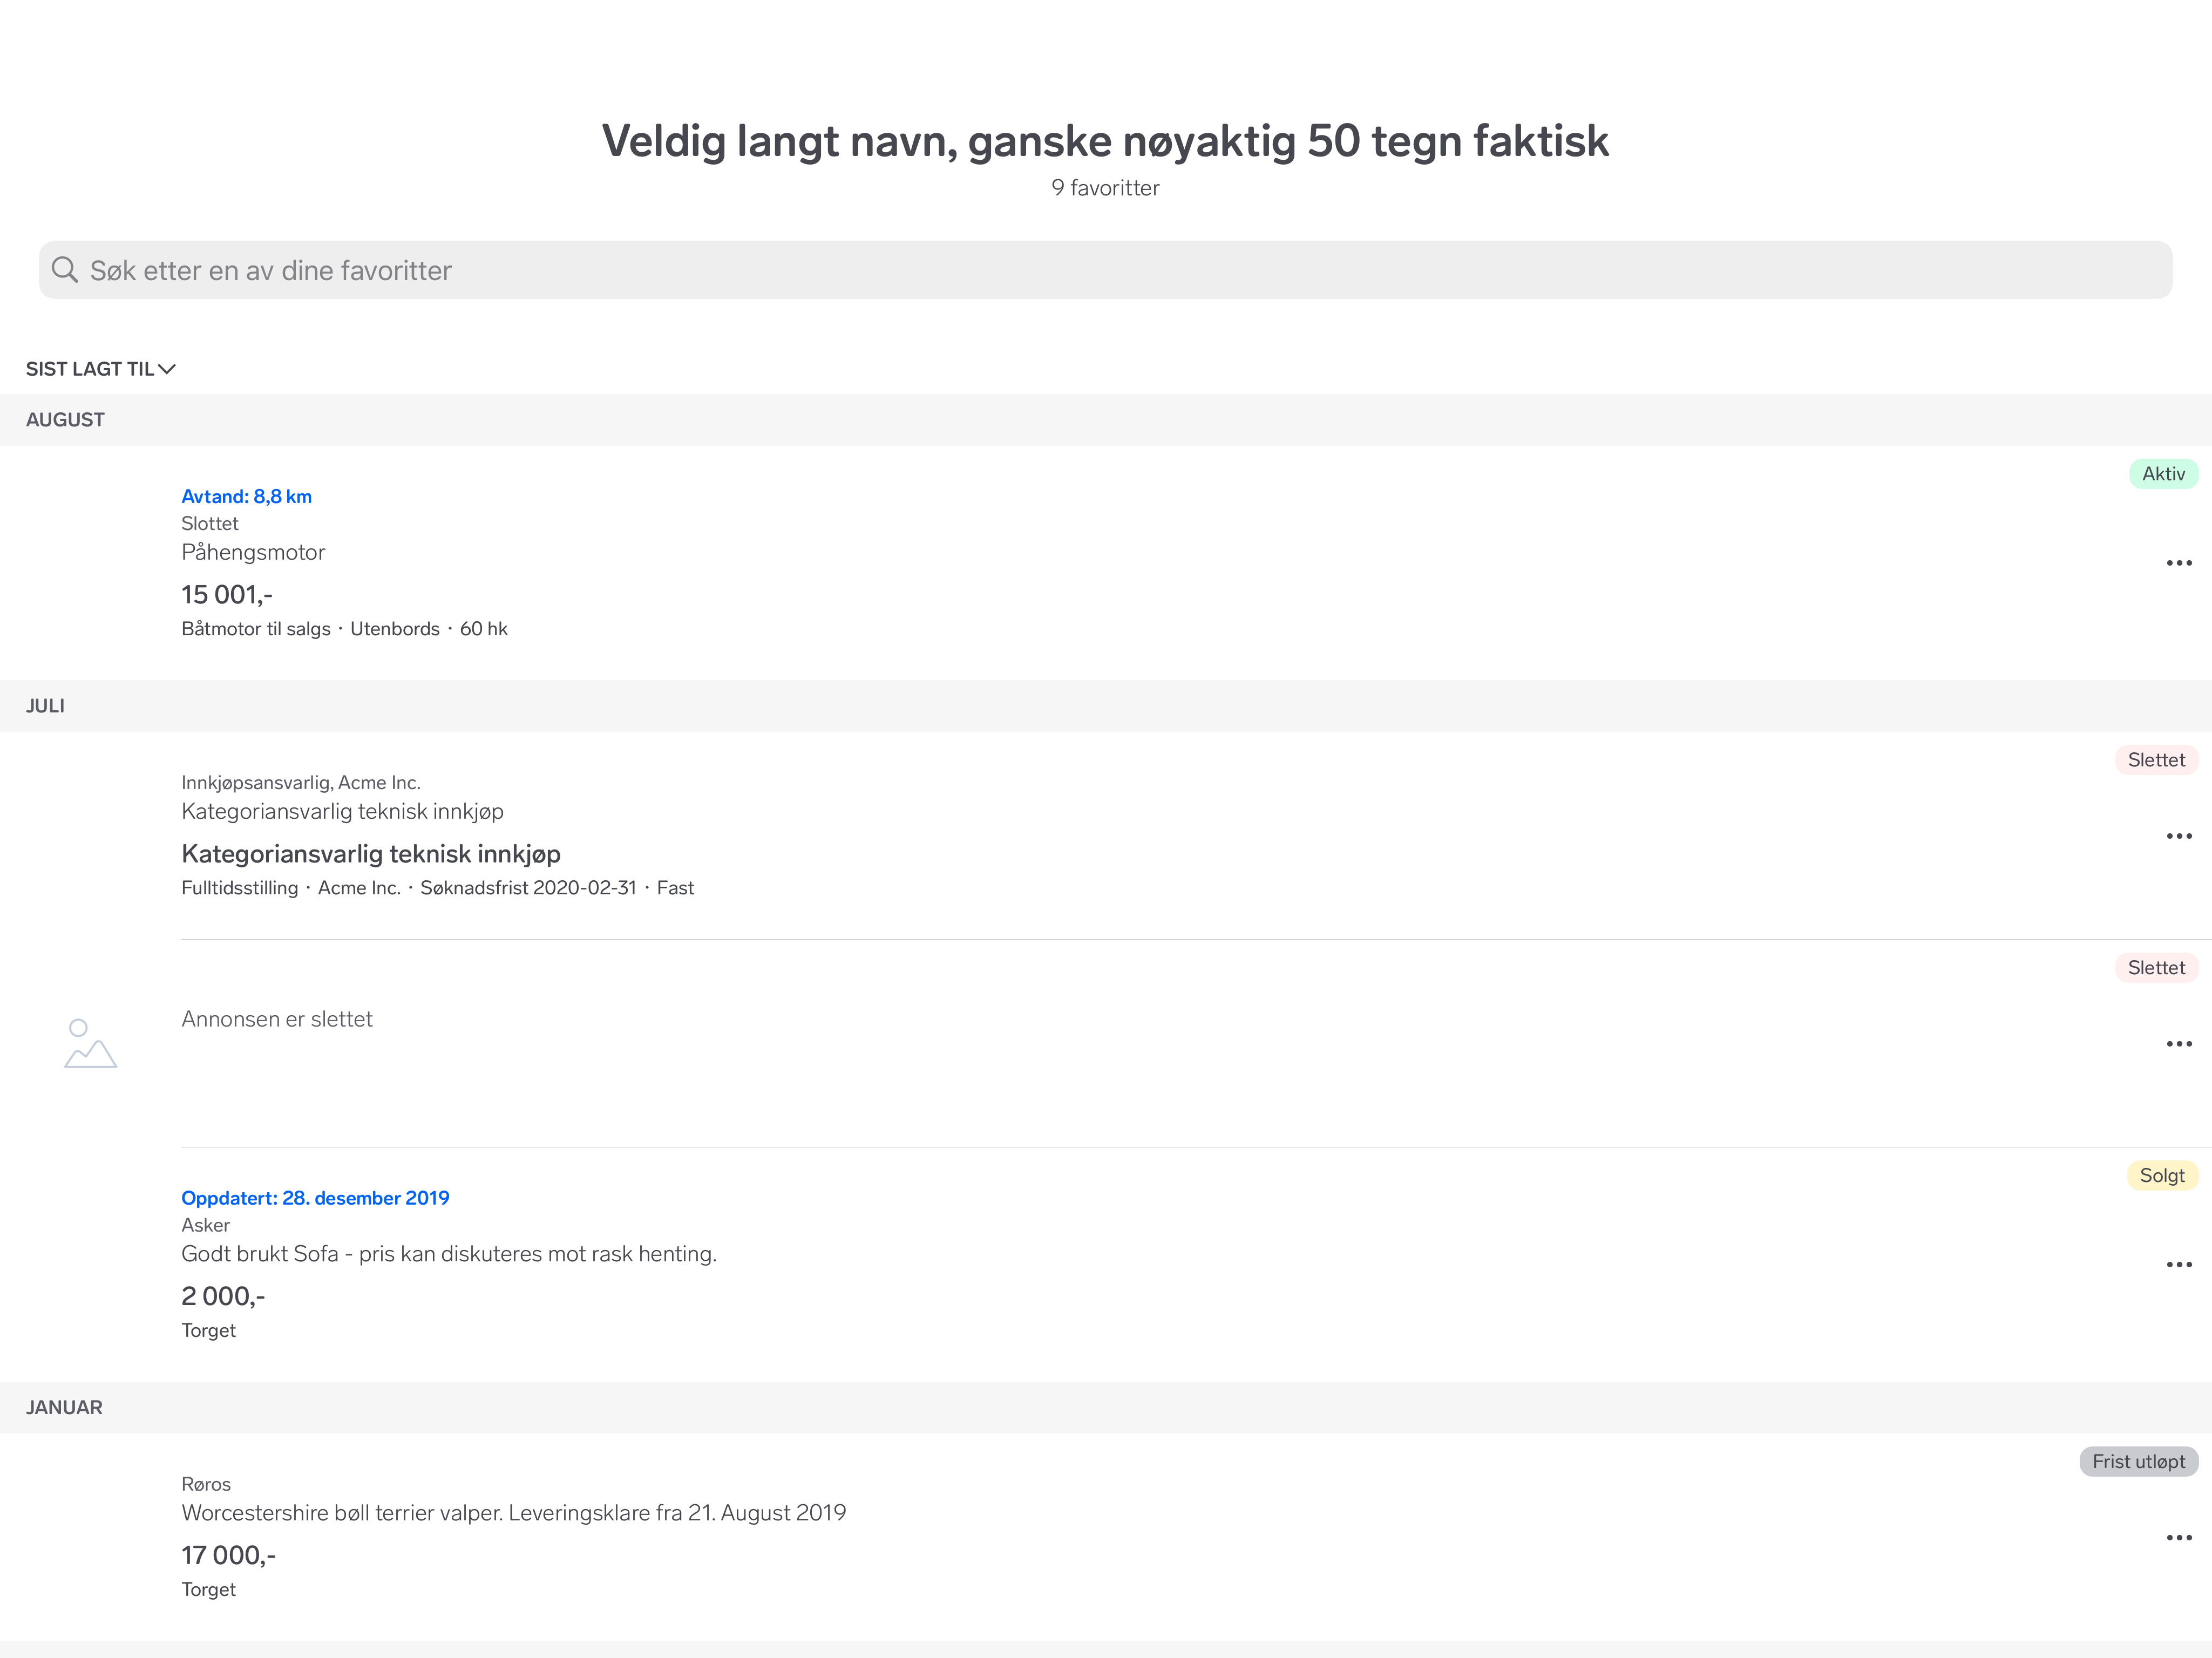 Veldig langt navn, ganske nøyaktig 50 tegn faktisk
9 favoritter
Søk etter en av dine favoritter
SIST LAGT TIL
AUGUST
Aktiv
Avtand: 8,8 km
Slottet
Påhengsmotor
15 001,-
Båtmotor til salgs · Utenbords · 60 hk
JULI
Slettet
Innkjøpsansvarlig, Acme Inc.
Kategoriansvarlig teknisk innkjøp
Kategoriansvarlig teknisk innkjøp
Fulltidsstilling · Acme Inc. · Søknadsfrist 2020-02-31 · Fast
Slettet
Annonsen er slettet
Solgt
Oppdatert: 28. desember 2019
Asker
Godt brukt Sofa - pris kan diskuteres mot rask henting.
2 000,-
Torget
JANUAR
Frist utløpt
Røros
Worcestershire bøll terrier valper. Leveringsklare fra 21. August 2019
17 000,-
Torget